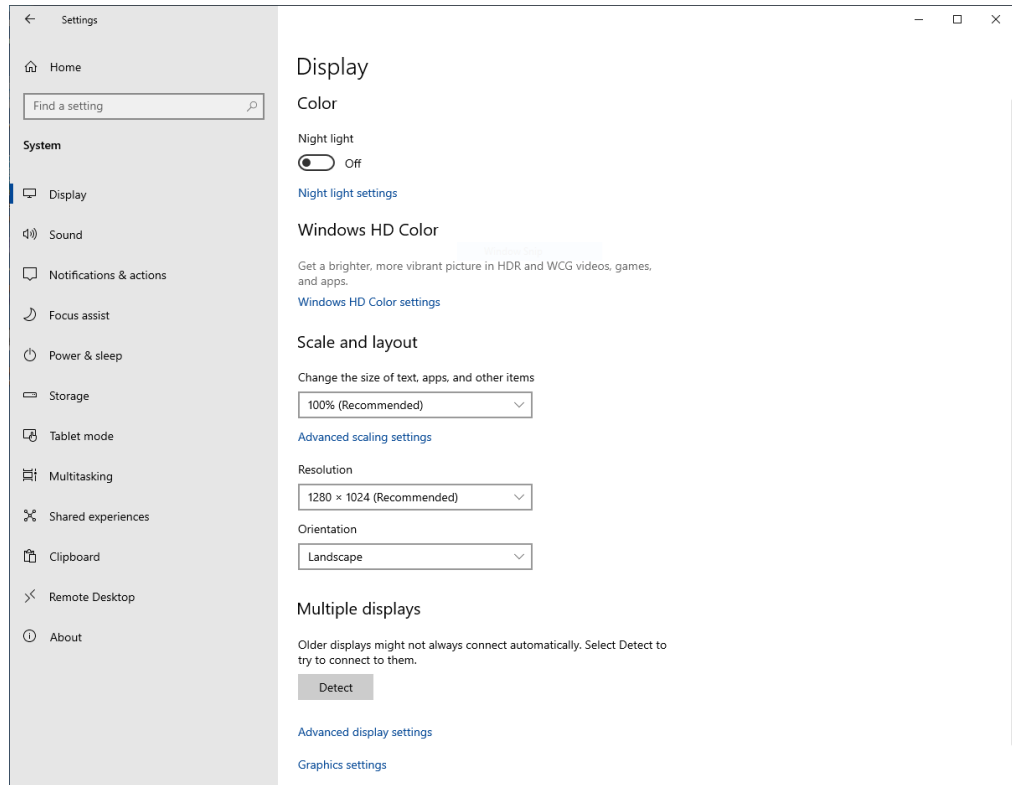 Settings
Home
Find a setting
System
Display
Sound
Notifications & actions
Focus assist
Power & sleep
Storage
Tablet mode
Multitasking
Shared experiences
Clipboard
Remote Desktop
About
Display
Color
Night light
Off
Night light settings
Windows HD Color
Get a brighter, more vibrant picture in HDR and WCG videos, games,
and apps.
Windows HD Color settings
Scale and layout
Change the size of text, apps, and other items
100% (Recommended)
Advanced scaling settings
Resolution
1280 × 1024 (Recommended)
Orientation
Landscape
Multiple displays
Older displays might not always connect automatically. Select Detect to
try to connect to them.
Detect
Advanced display settings
Graphics settings